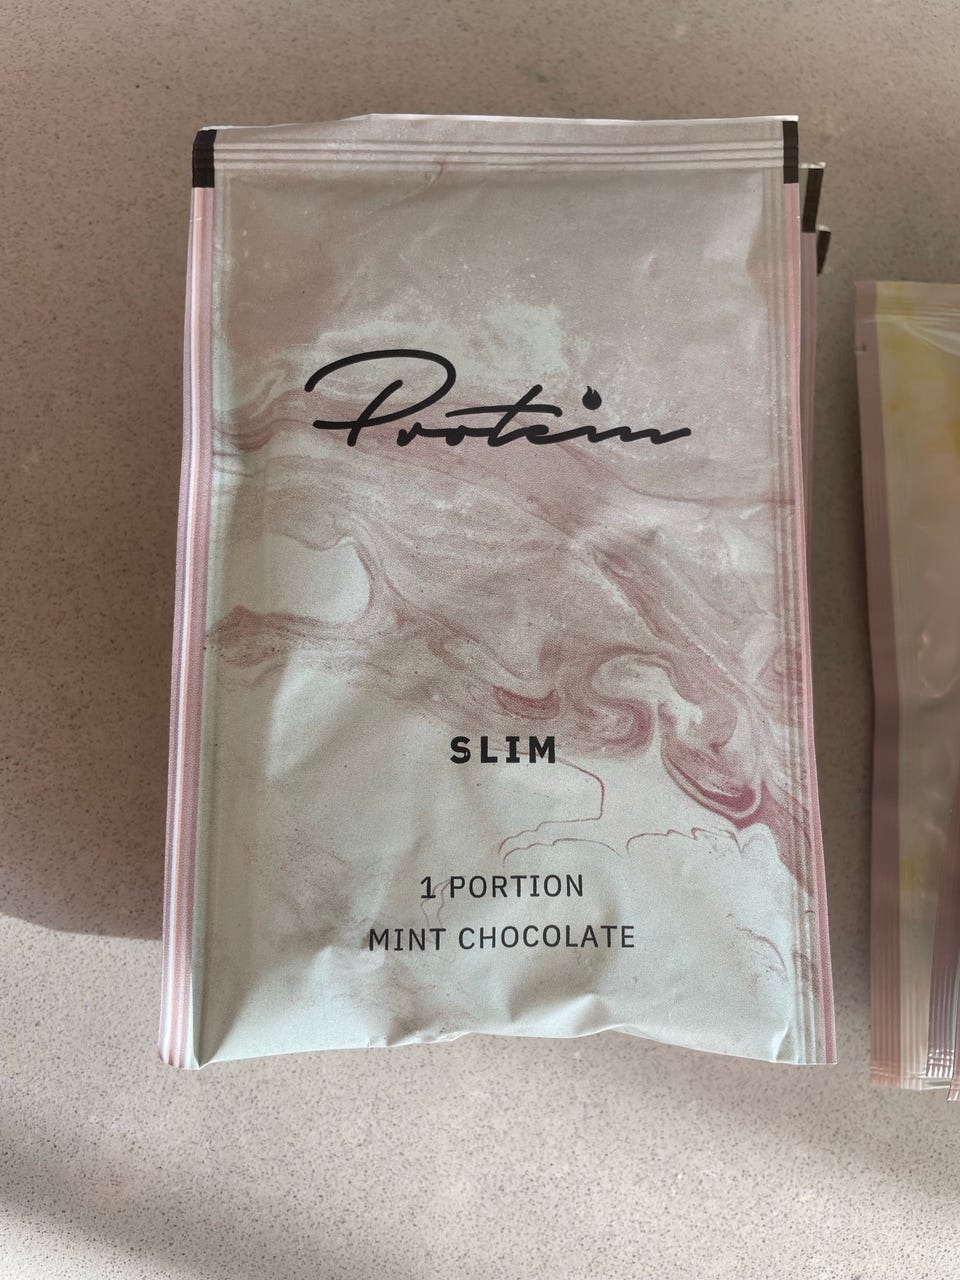 Protein
SLIM
1 PORTION
MINT CHOCOLATE